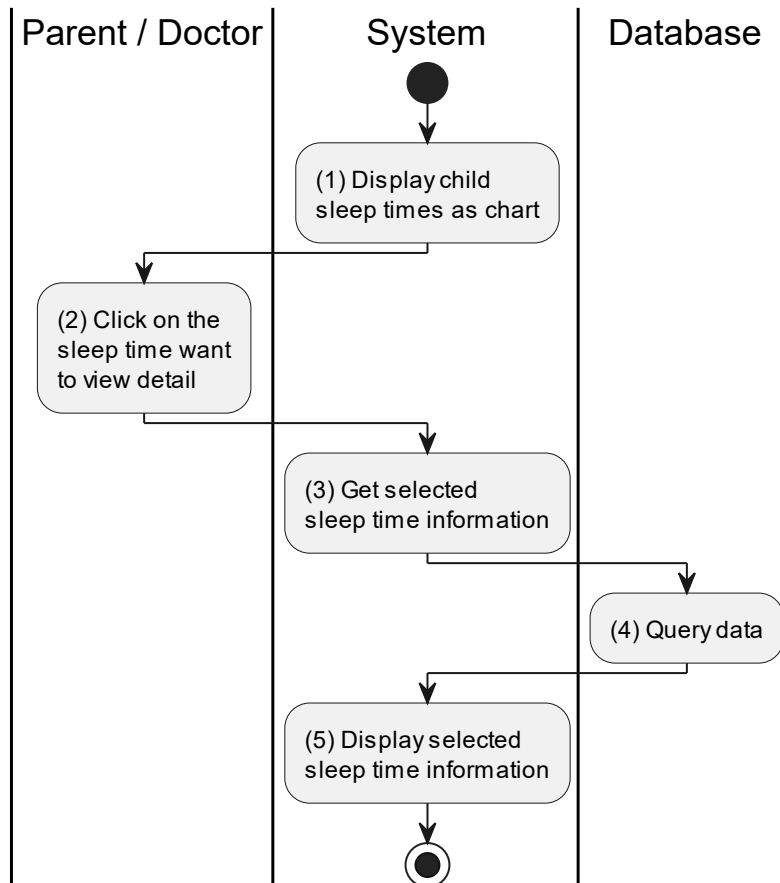 Parent / Doctor
System
Database
(1) Display child
sleep times as chart
(2) Click on the
sleep time want
to view detail
(3) Get selected
sleep time information
(4) Query data
(5) Display selected
sleep time information